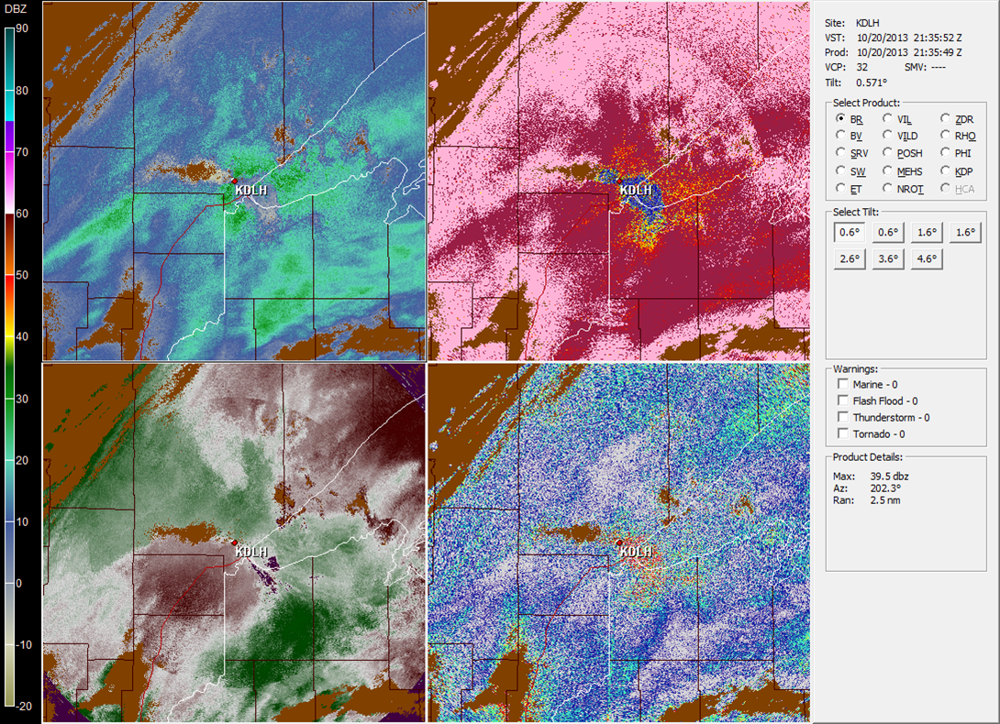 DBZ
90
80
70
60
50
40
30
20
10
0
-10
-20
KDLH
KDLH
KDLH
KDLH
Site: KDLH
VST: 10/20/2013 21:35:52 Z
Prod: 10/20/2013 21:35:49 Z
VCP: 32 SMV: ----
Tilt: 0.571°
Select Product:
BR VIL ZDR
BV VILD RHO
SRV POSH PHI
SW MEHS KDP
ET NROT HCA
Select Tilt:
0.6° 0.6° 1.6° 1.6°
2.6° 3.6° 4.6°
Warnings:
Marine - 0
Flash Flood - 0
Thunderstorm - 0
Tornado - 0
Product Details:
Max: 39.5 dbz
Az: 202.3°
Ran: 2.5 nm